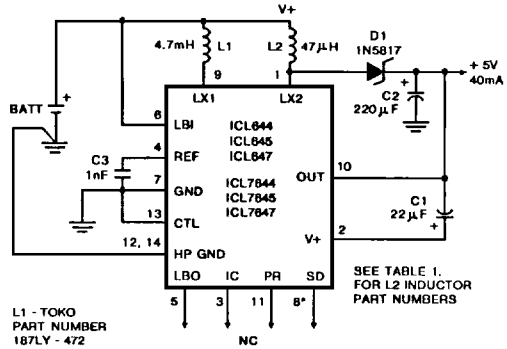 V+
4.7mH
L1
L2
47μH
D1
1N5817
+ 5V
40mA
9
1
LX1
LX2
C2
220μF
BATT
+
+
6
LBI
ICL644
ICL645
ICL647
4
REF
C3
1nF
ICL7644
ICL7645
ICL7647
7
GND
OUT
10
13
CTL
C1
22μF
+
12, 14
HP GND
V+
2
LBO
IC
PR
SD
5
3
11
8*
NC
SEE TABLE 1.
FOR L2 INDUCTOR
PART NUMBERS
L1 - TOKO
PART NUMBER
187LY - 472